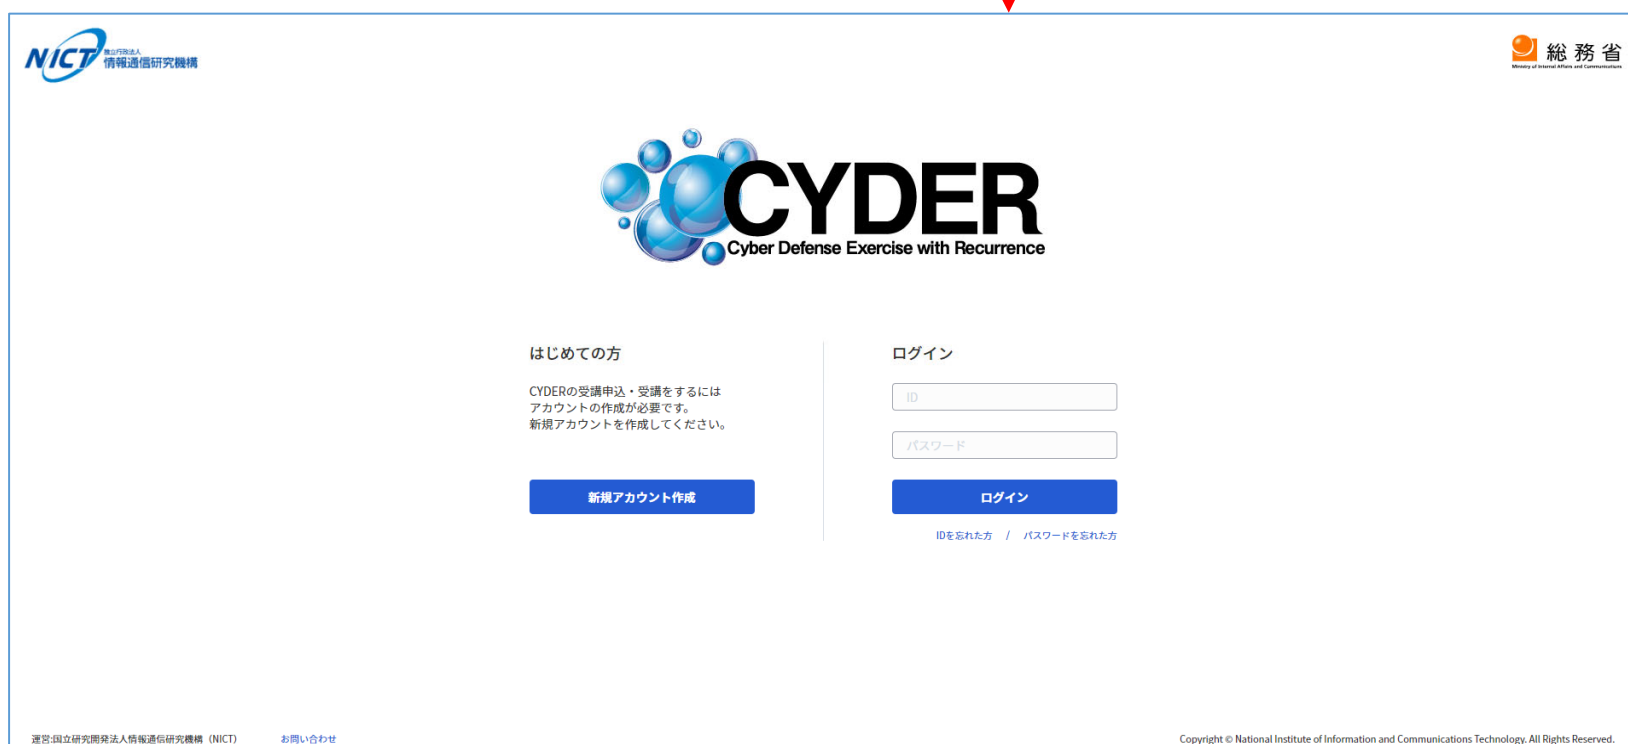 NICT
独立行政法人
情報通信研究機構
総務省
Ministry of Internal Affairs and Communications
CYDER
Cyber Defense Exercise with Recurrence
はじめての方
CYDERの受講申込・受講をするには
アカウントの作成が必要です。
新規アカウントを作成してください。
新規アカウント作成
ログイン
ID
パスワード
ログイン
IDを忘れた方 / パスワードを忘れた方
運営:国立研究開発法人情報通信研究機構（NICT） お問い合わせ
Copyright © National Institute of Information and Communications Technology. All Rights Reserved.